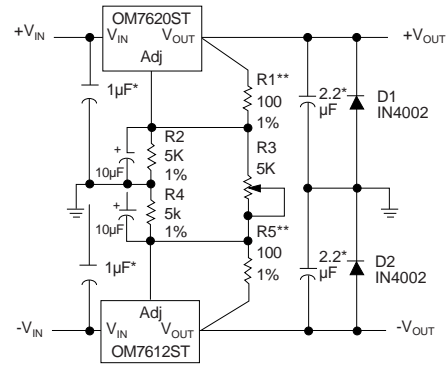 OM7620ST
+VIN
VIN
VOUT
+VOUT
Adj
1µF*
R1**
100
1%
2.2*
µF
D1
IN4002
+
10µF
R2
5K
1%
R3
5K
+
10µF
R4
5k
1%
R5**
100
1%
1µF*
2.2*
µF
D2
IN4002
-VIN
VIN
Adj
VOUT
-VOUT
OM7612ST